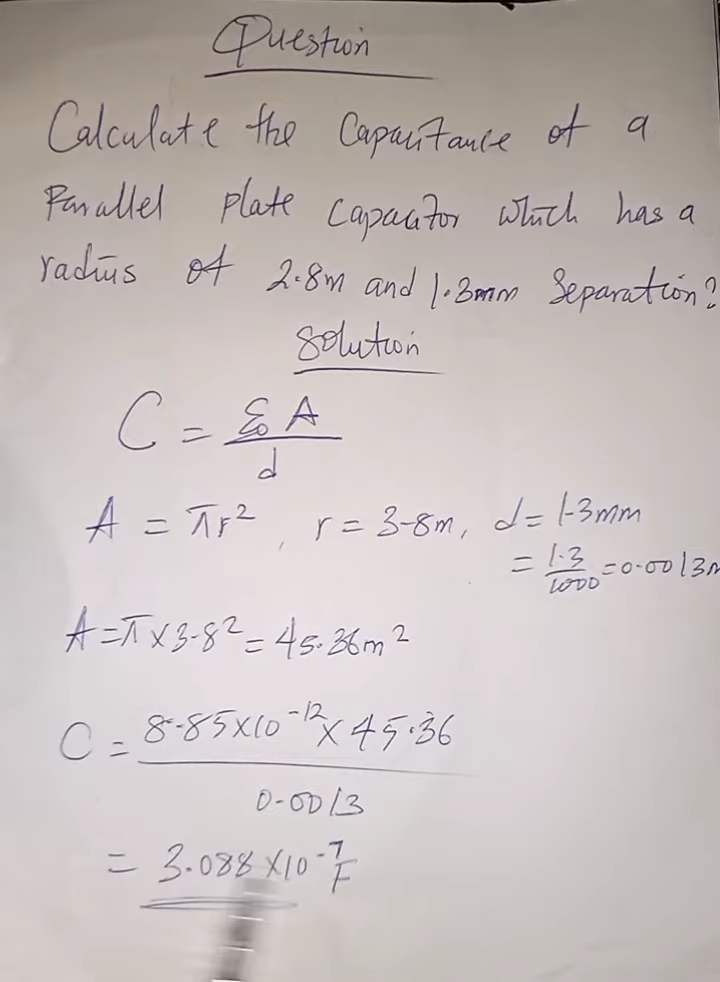 Question
Calculate the Capacitance of a
Parallel plate capacitor which has a
radius of 2.8m and 1.3mm Separation?
Solution
C = ε₀ A / d
A = πr², r = 3.8m, d = 1.3mm
= 1.3/1000 = 0.0013m
A = π × 3.8² = 45.36m²
C = 8.85×10⁻¹² × 45.36 / 0.0013
= 3.088 × 10⁻⁷ F